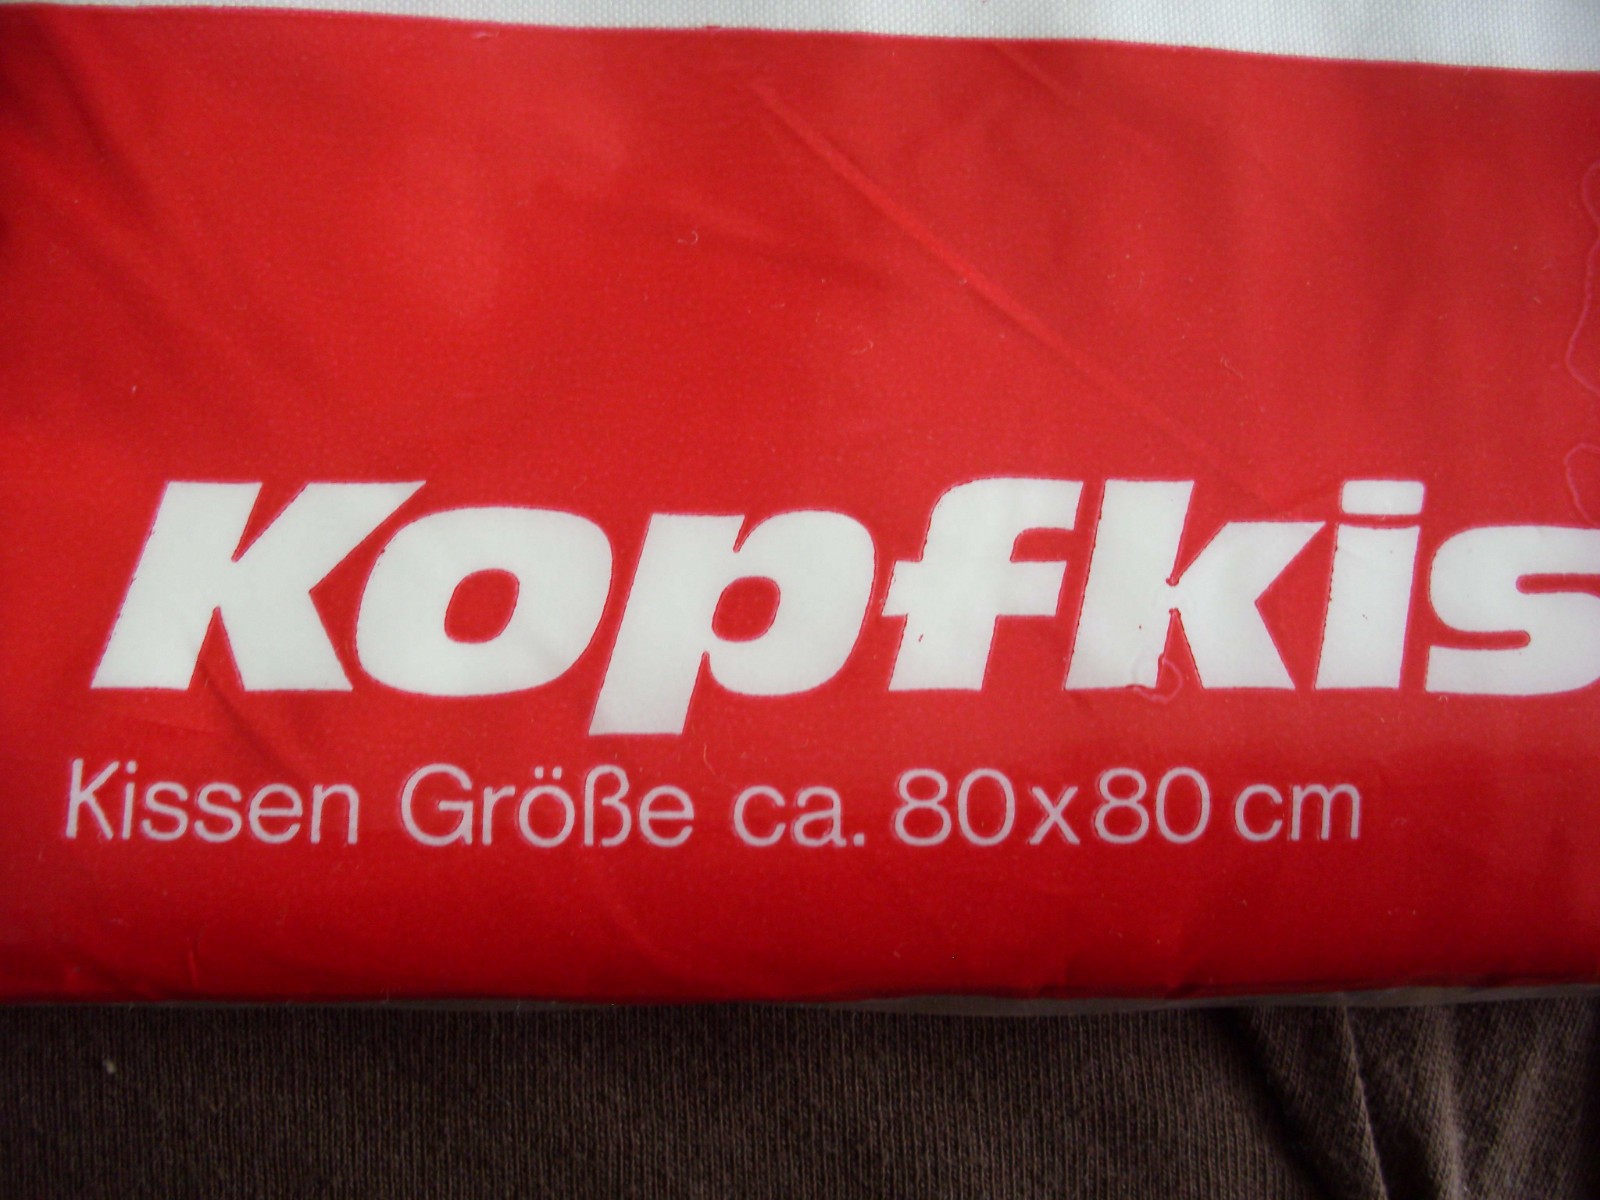 Kopfkis
Kissen Größe ca. 80x80 cm